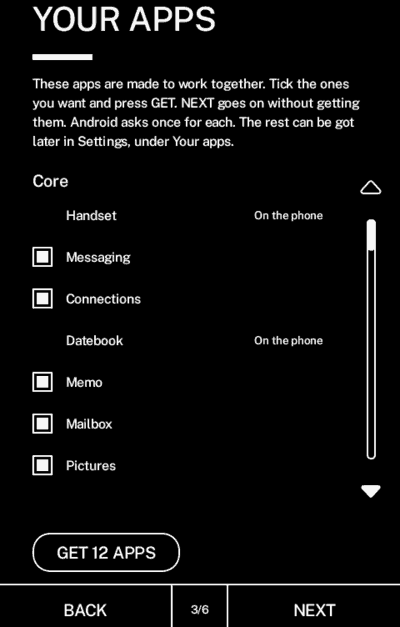 YOUR APPS
These apps are made to work together. Tick the ones
you want and press GET. NEXT goes on without getting
them. Android asks once for each. The rest can be got
later in Settings, under Your apps.
Core
Handset On the phone
Messaging
Connections
Datebook On the phone
Memo
Mailbox
Pictures
GET 12 APPS
BACK 3/6 NEXT